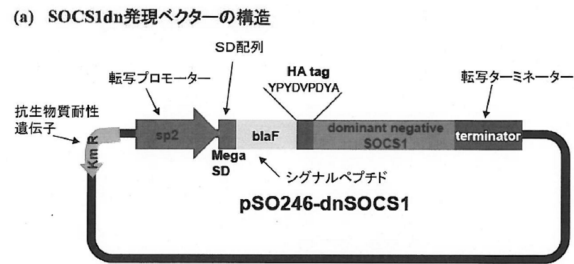 (a) SOCS1dn発現ベクターの構造
SD配列
転写プロモーター
HA tag
YPYDVPDYA
転写ターミネーター
抗生物質耐性
遺伝子
Km R
sp2
Mega
SD
blaF
dominant negative
SOCS1
terminator
シグナルペプチド
pSO246-dnSOCS1